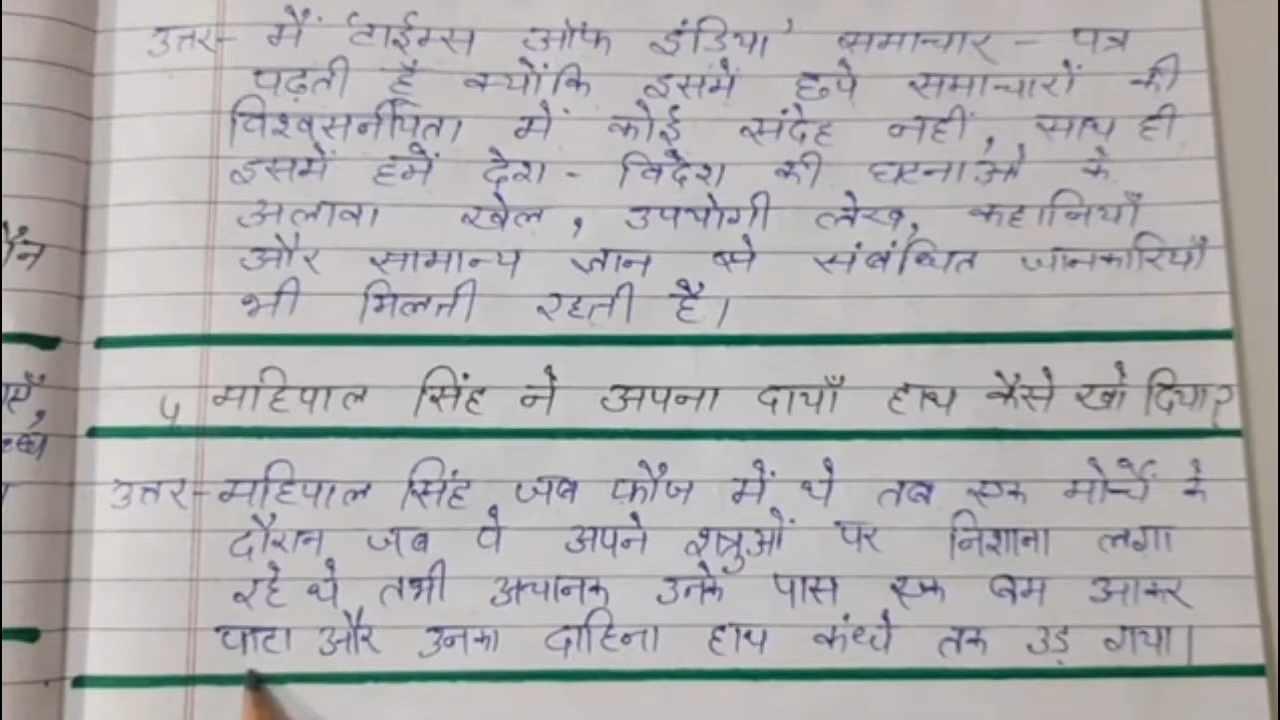 उत्तर- मैं 'टाईम्स ऑफ इंडिया' समाचार - पत्र
पढ़ती हूँ क्योंकि इसमें छपे समाचारों की
विश्वसनीयता में कोई संदेह नहीं, साथ ही
इसमें हमें देश - विदेश की घटनाओं के
अलावा खेल, उपयोगी लेख, कहानियाँ
और सामान्य ज्ञान से संबंधित जानकारियाँ
भी मिलती रहती है।
५ महिपाल सिंह ने अपना दायाँ हाथ कैसे खो दिया?
उत्तर- महिपाल सिंह जब फौज में थे तब एक मोर्चे के
दौरान जब वे अपने शत्रुओं पर निशाना लगा
रहे थे तभी अचानक उनके पास एक बम आकर
फटा और उनका दाहिना हाथ कंधे तक उड़ गया।